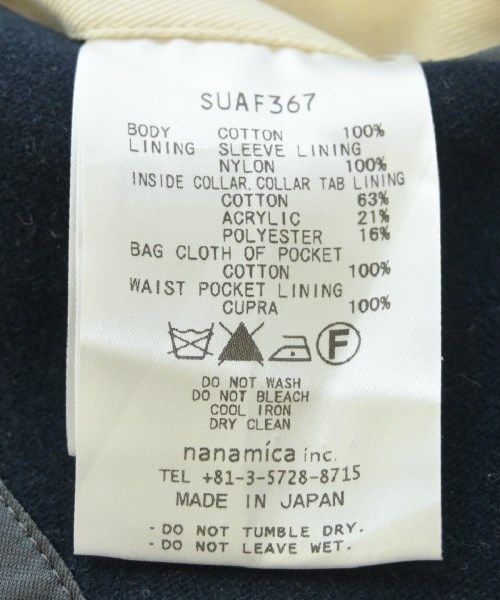 SUAF367
BODY COTTON 100%
LINING SLEEVE LINING
NYLON 100%
INSIDE COLLAR, COLLAR TAB LINING
COTTON 63%
ACRYLIC 21%
POLYESTER 16%
BAG CLOTH OF POCKET
COTTON 100%
WAIST POCKET LINING
CUPRA 100%
F
DO NOT WASH
DO NOT BLEACH
COOL IRON
DRY CLEAN
nanamica inc.
TEL +81-3-5728-8715
MADE IN JAPAN
- DO NOT TUMBLE DRY.
- DO NOT LEAVE WET.